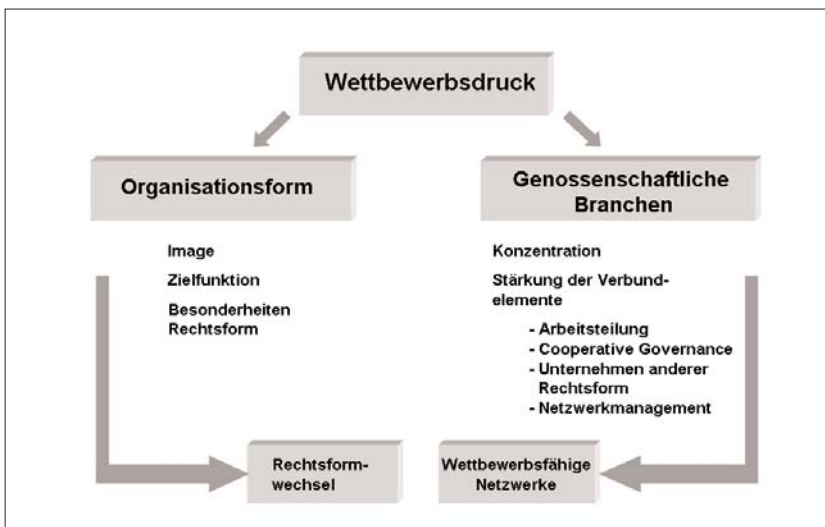 Wettbewerbsdruck
Organisationsform
Image
Zielfunktion
Besonderheiten
Rechtsform
Rechtsform-
wechsel
Genossenschaftliche
Branchen
Konzentration
Stärkung der Verbund-
elemente
- Arbeitsteilung
- Cooperative Governance
- Unternehmen anderer
Rechtsform
- Netzwerkmanagement
Wettbewerbsfähige
Netzwerke